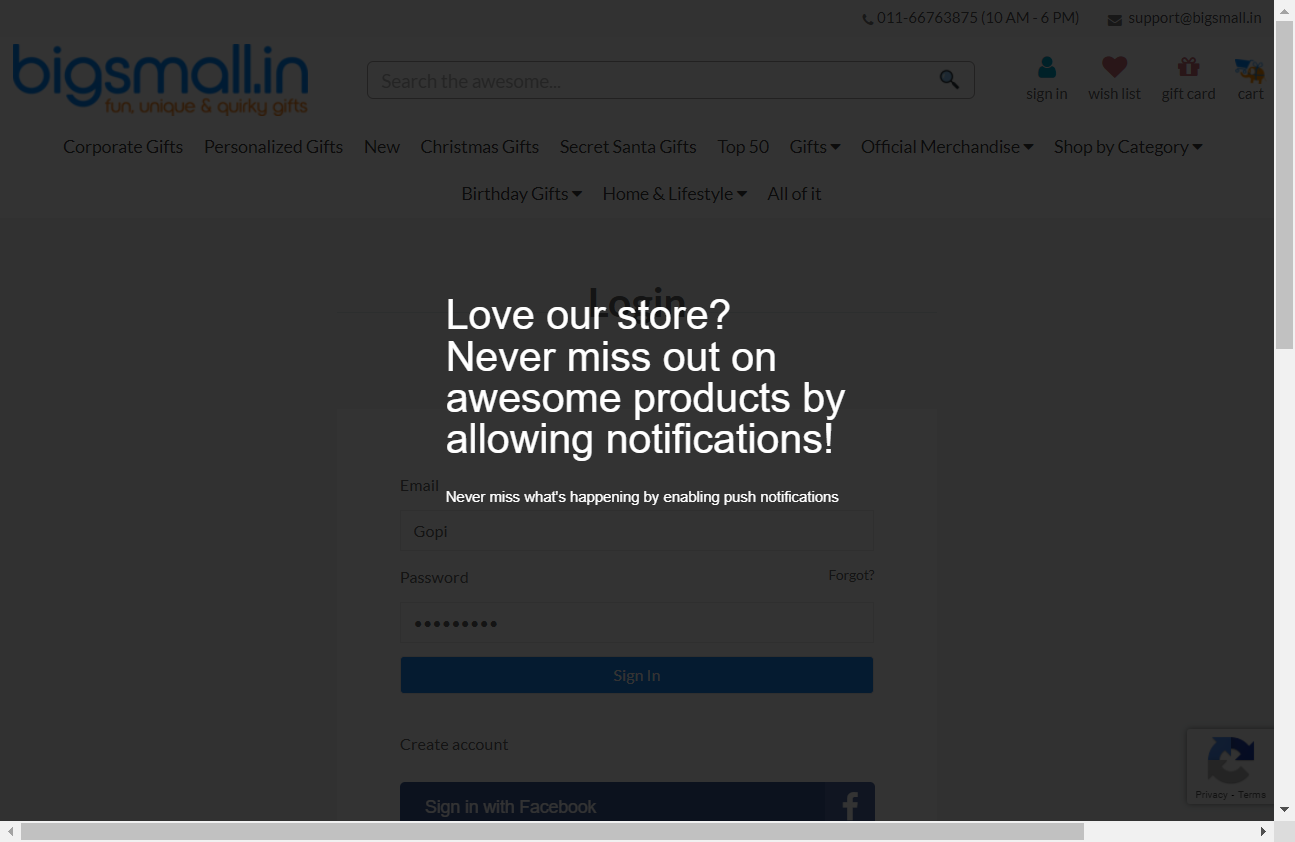 011-66763875 (10 AM - 6 PM) support@bigsmall.in
bigsmall.in
fun, unique & quirky gifts
Search the awesome...
sign in wish list gift card cart
Corporate Gifts Personalized Gifts New Christmas Gifts Secret Santa Gifts Top 50 Gifts Official Merchandise Shop by Category
Birthday Gifts Home & Lifestyle All of it
Login
Love our store?
Never miss out on
awesome products by
allowing notifications!
Email
Never miss what's happening by enabling push notifications
Gopi
Password Forgot?
•••••••••
Sign In
Create account
Sign in with Facebook
Privacy - Terms